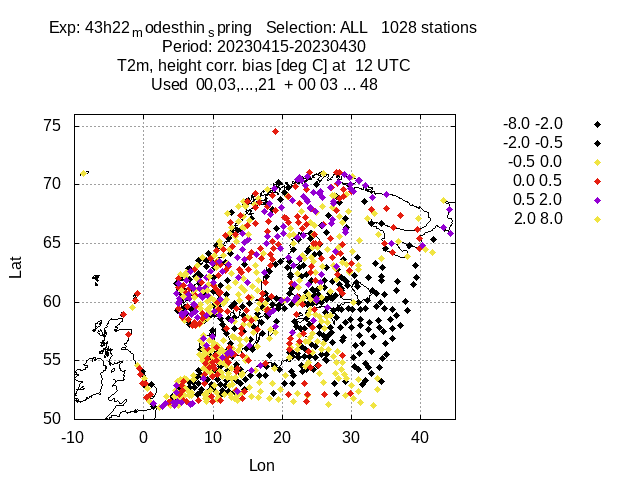 Exp: 43h22modesthinspring Selection: ALL 1028 stations
Period: 20230415-20230430
T2m, height corr. bias [deg C] at 12 UTC
Used 00,03,...,21 + 00 03 ... 48
-8.0 -2.0
-2.0 -0.5
-0.5 0.0
0.0 0.5
0.5 2.0
2.0 8.0
75
70
65
60
55
50
Lat
-10 0 10 20 30 40
Lon